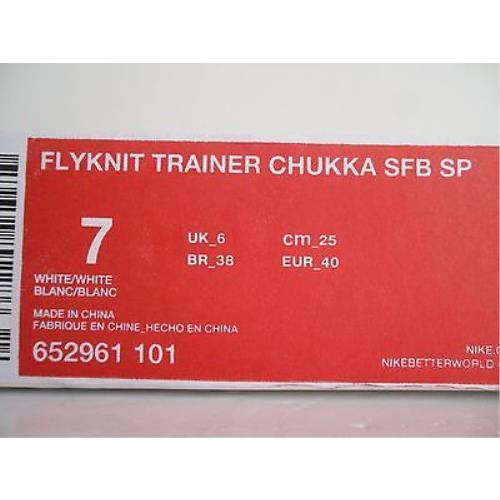 FLYKNIT TRAINER CHUKKA SFB SP
7
UK_6 cm_25
BR_38 EUR_40
WHITE/WHITE
BLANC/BLANC
MADE IN CHINA
FABRIQUE EN CHINE_HECHO EN CHINA
652961 101
NIKE.
NIKEBETTERWORLD